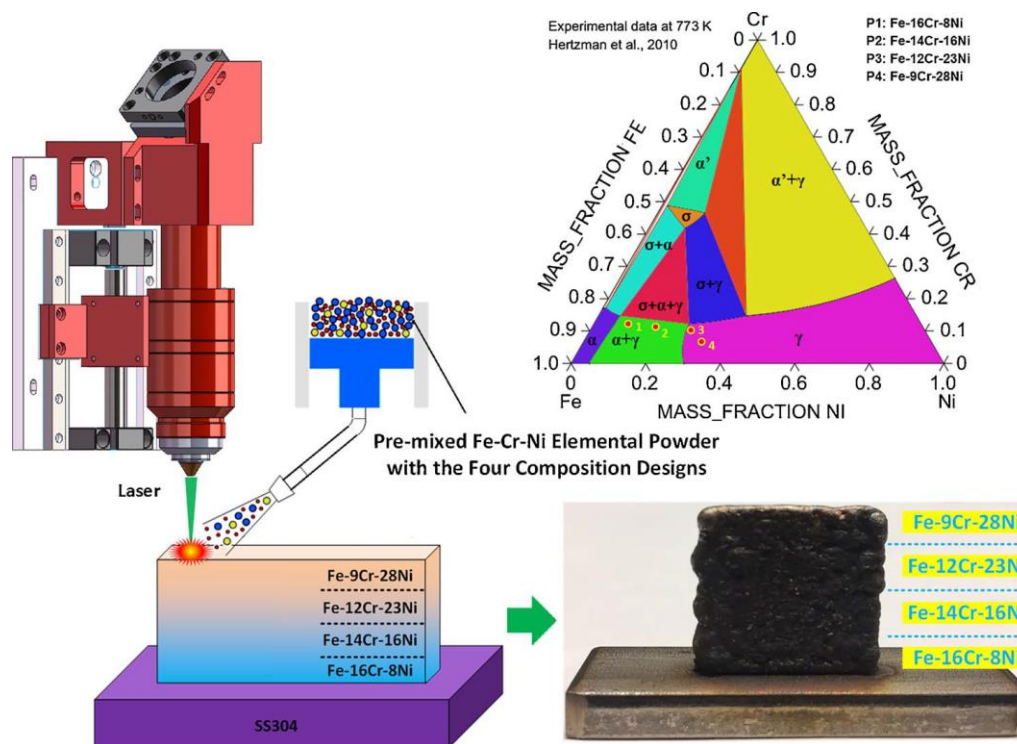 Experimental data at 773 K
Hertzman et al., 2010
P1: Fe-16Cr-8Ni
P2: Fe-14Cr-16Ni
P3: Fe-12Cr-23Ni
P4: Fe-9Cr-28Ni
Cr
0 1.0
0.1 0.9
0.2 0.8
0.3 0.7
0.4 0.6
0.5 0.5
0.6 0.4
0.7 0.3
0.8 0.2
0.9 0.1
1.0 0
MASS_FRACTION FE
MASS_FRACTION CR
α'
α'+γ
σ
σ+α
σ+γ
σ+α+γ
α
α+γ
γ
1
2
3
4
0 0.2 0.4 0.6 0.8 1.0
Fe
Ni
MASS_FRACTION NI
Pre-mixed Fe-Cr-Ni Elemental Powder
with the Four Composition Designs
Laser
Fe-9Cr-28Ni
Fe-12Cr-23Ni
Fe-14Cr-16Ni
Fe-16Cr-8Ni
SS304
Fe-9Cr-28Ni
Fe-12Cr-23Ni
Fe-14Cr-16Ni
Fe-16Cr-8Ni